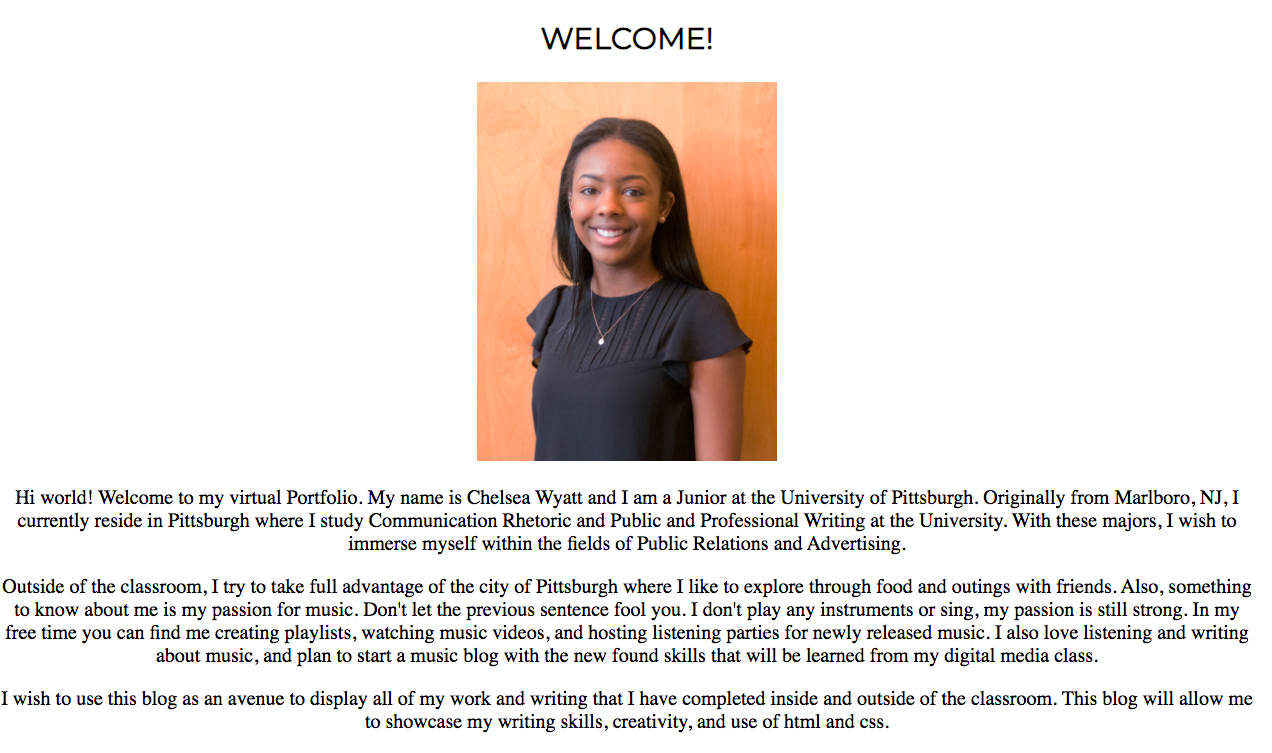 WELCOME!
Hi world! Welcome to my virtual Portfolio. My name is Chelsea Wyatt and I am a Junior at the University of Pittsburgh. Originally from Marlboro, NJ, I
currently reside in Pittsburgh where I study Communication Rhetoric and Public and Professional Writing at the University. With these majors, I wish to
immerse myself within the fields of Public Relations and Advertising.
Outside of the classroom, I try to take full advantage of the city of Pittsburgh where I like to explore through food and outings with friends. Also, something
to know about me is my passion for music. Don't let the previous sentence fool you. I don't play any instruments or sing, my passion is still strong. In my
free time you can find me creating playlists, watching music videos, and hosting listening parties for newly released music. I also love listening and writing
about music, and plan to start a music blog with the new found skills that will be learned from my digital media class.
I wish to use this blog as an avenue to display all of my work and writing that I have completed inside and outside of the classroom. This blog will allow me
to showcase my writing skills, creativity, and use of html and css.